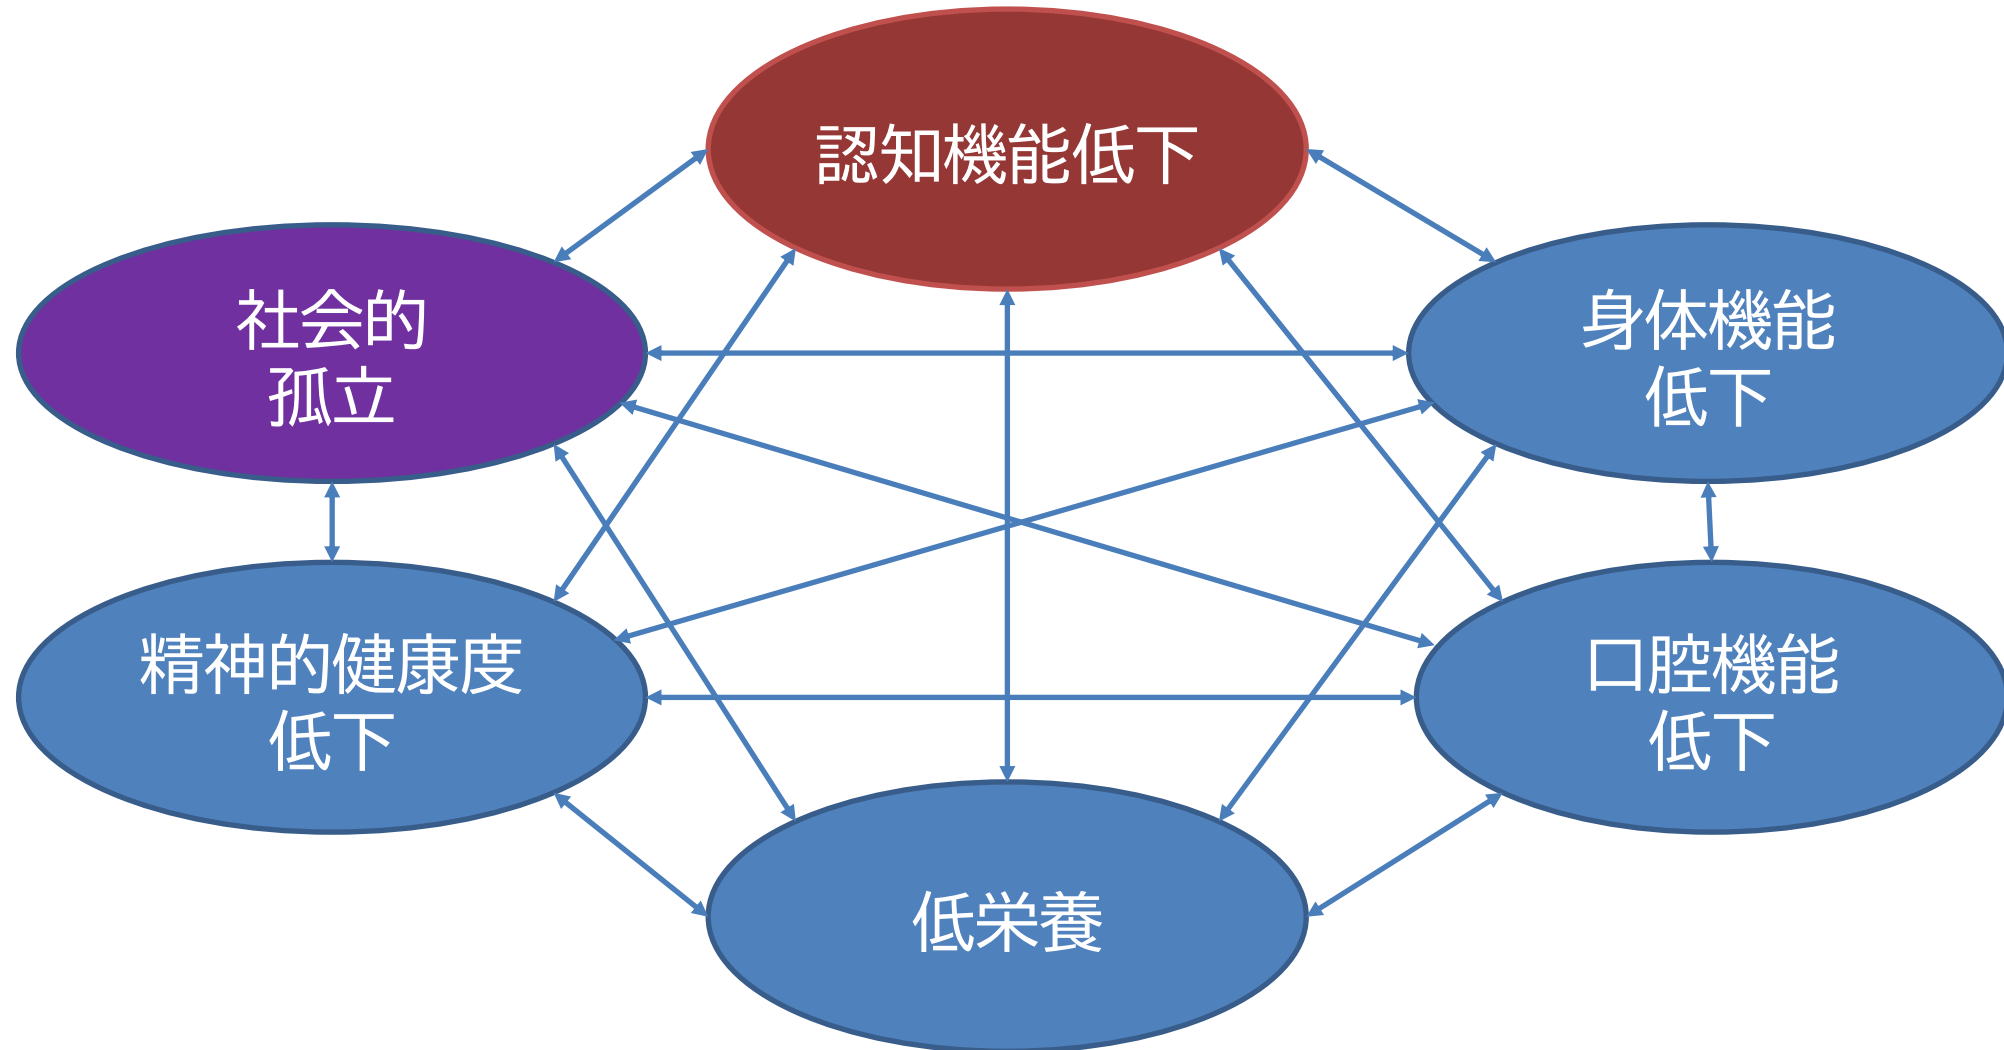 認知機能低下
社会的
孤立
身体機能
低下
精神的健康度
低下
口腔機能
低下
低栄養